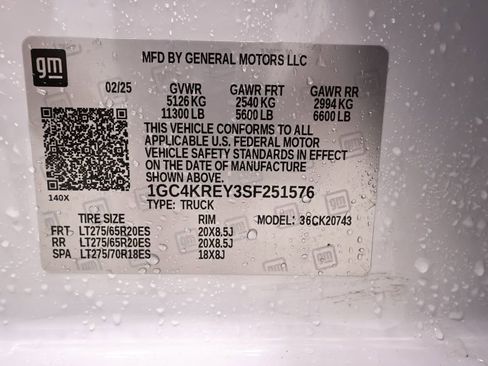 gm
MFD BY GENERAL MOTORS LLC
02/25 GVWR GAWR FRT GAWR RR
5126 KG 2540 KG 2994 KG
11300 LB 5600 LB 6600 LB
THIS VEHICLE CONFORMS TO ALL
APPLICABLE U.S. FEDERAL MOTOR
VEHICLE SAFETY STANDARDS IN EFFECT
ON THE DATE OF MANUFACTURE
SHOWN ABOVE.
140X 1GC4KREY3SF251576
TYPE: TRUCK
TIRE SIZE RIM MODEL: 36CK20743
FRT LT275/65R20ES 20X8.5J
RR LT275/65R20ES 20X8.5J
SPA LT275/70R18ES 18X8J